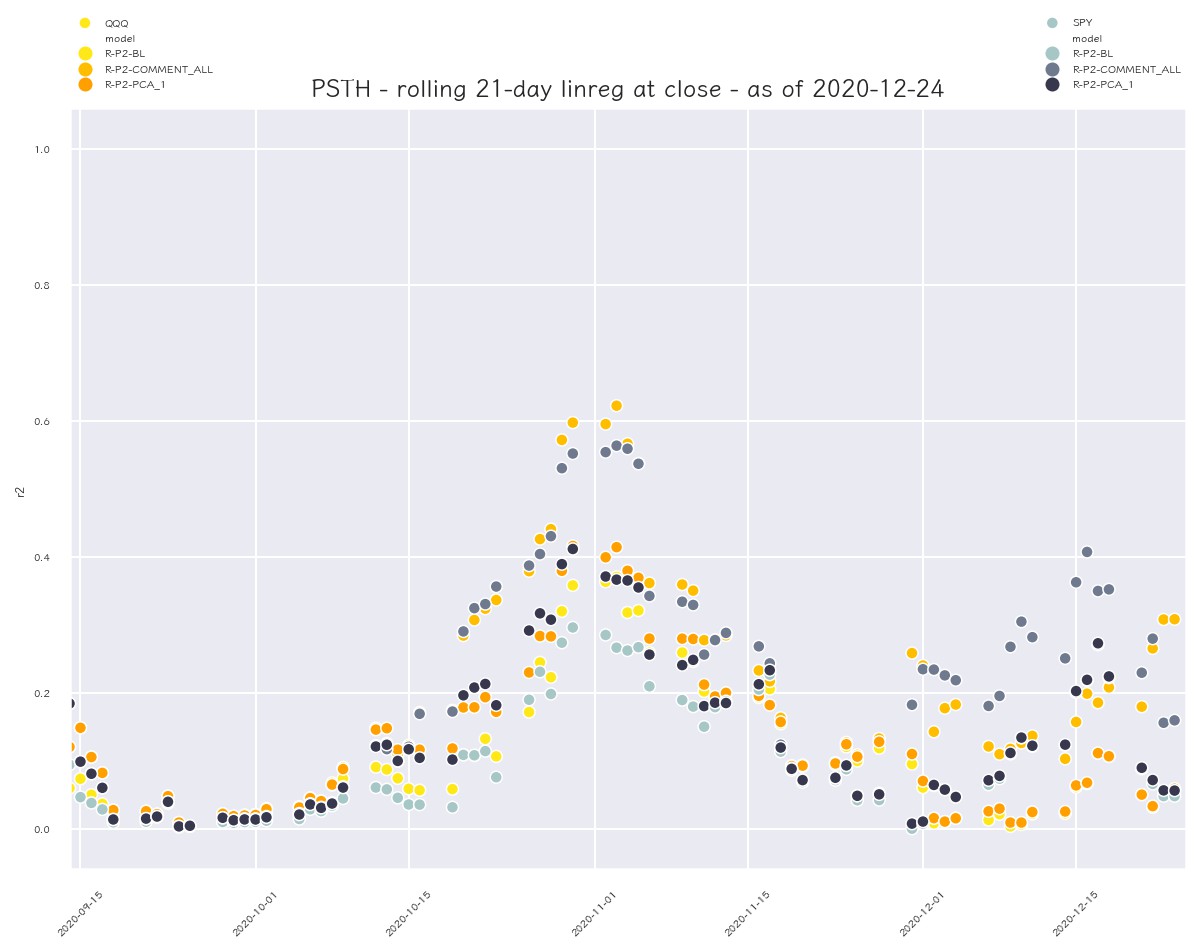 QQQ
model
R-P2-BL
R-P2-COMMENT_ALL
R-P2-PCA_1
SPY
model
R-P2-BL
R-P2-COMMENT_ALL
R-P2-PCA_1
PSTH - rolling 21-day linreg at close - as of 2020-12-24
1.0
0.8
0.6
0.4
0.2
0.0
r2
2020-09-15
2020-10-01
2020-10-15
2020-11-01
2020-11-15
2020-12-01
2020-12-15